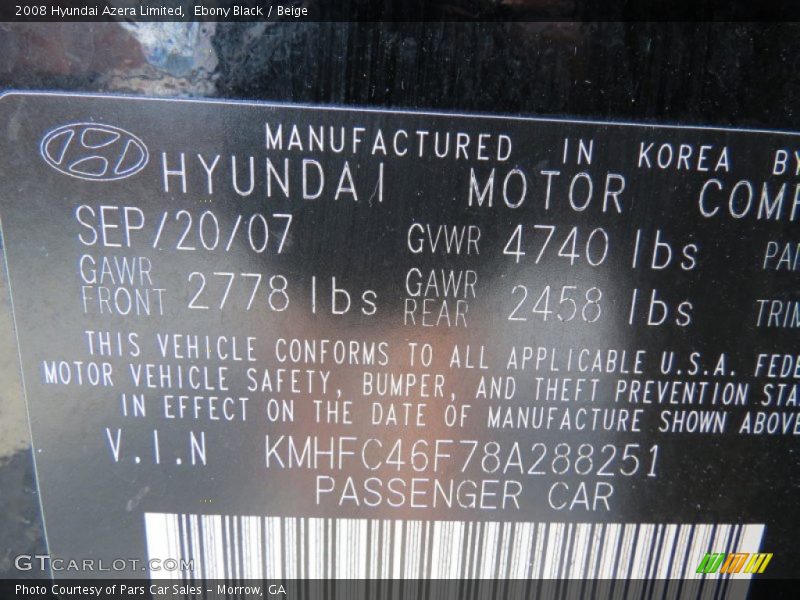 2008 Hyundai Azera Limited, Ebony Black / Beige
MANUFACTURED IN KOREA BY
HYUNDAI MOTOR COMP
SEP/20/07 GVWR 4740 lbs PAI
GAWR FRONT 2778 lbs GAWR REAR 2458 lbs TRIM
THIS VEHICLE CONFORMS TO ALL APPLICABLE U.S.A. FEDE
MOTOR VEHICLE SAFETY, BUMPER, AND THEFT PREVENTION STA
IN EFFECT ON THE DATE OF MANUFACTURE SHOWN ABOVE
V.I.N KMHFC46F78A288251
PASSENGER CAR
GTCARLOT.COM
Photo Courtesy of Pars Car Sales - Morrow, GA